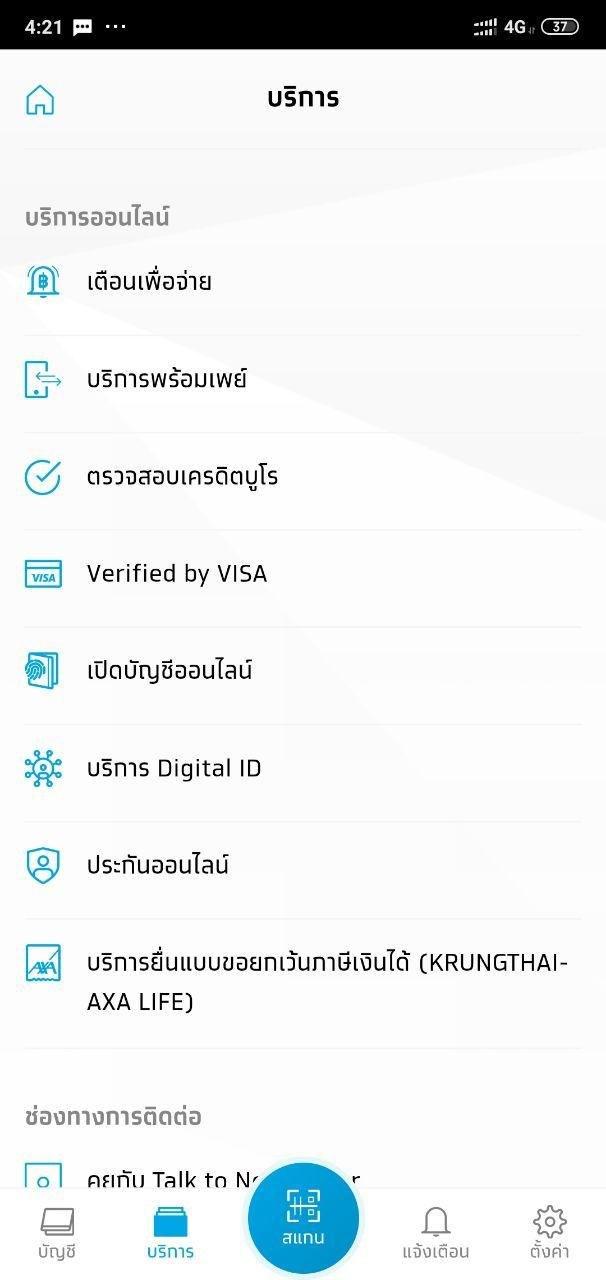 4:21
4G 37
บริการ
บริการออนไลน์
เตือนเพื่อจ่าย
บริการพร้อมเพย์
ตรวจสอบเครดิตบูโร
VISA
Verified by VISA
เปิดบัญชีออนไลน์
บริการ Digital ID
ประกันออนไลน์
AXA
บริการยื่นแบบขอยกเว้นภาษีเงินได้ (KRUNGTHAI-
AXA LIFE)
ช่องทางการติดต่อ
คุยกับ Talk to
สแกน
บัญชี
บริการ
แจ้งเตือน
ตั้งค่า